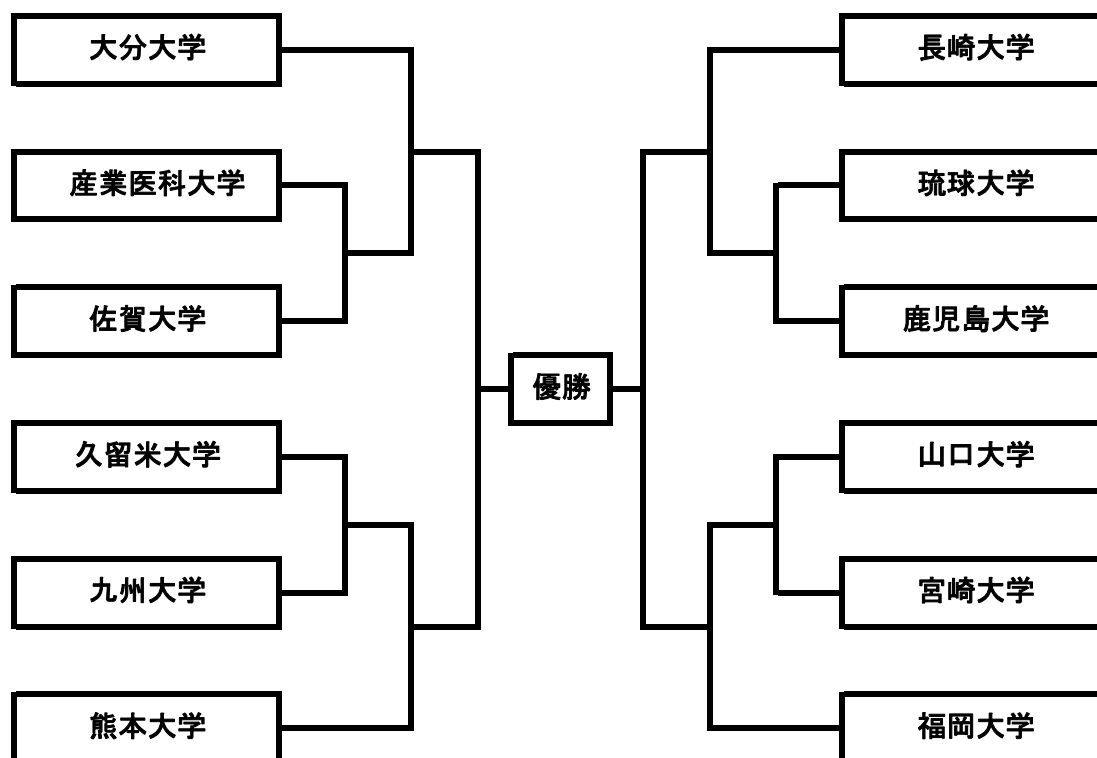 大分大学
産業医科大学
佐賀大学
久留米大学
九州大学
熊本大学
優勝
長崎大学
琉球大学
鹿児島大学
山口大学
宮崎大学
福岡大学